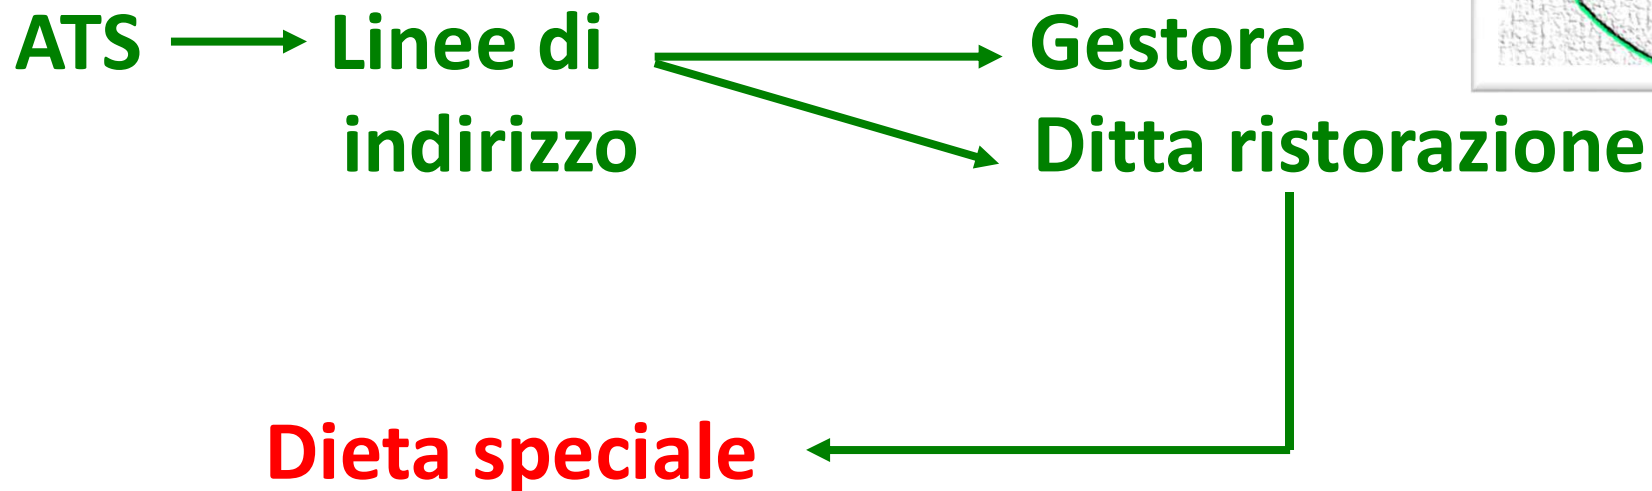 ATS Linee di Gestore
indirizzo Ditta ristorazione
Dieta speciale